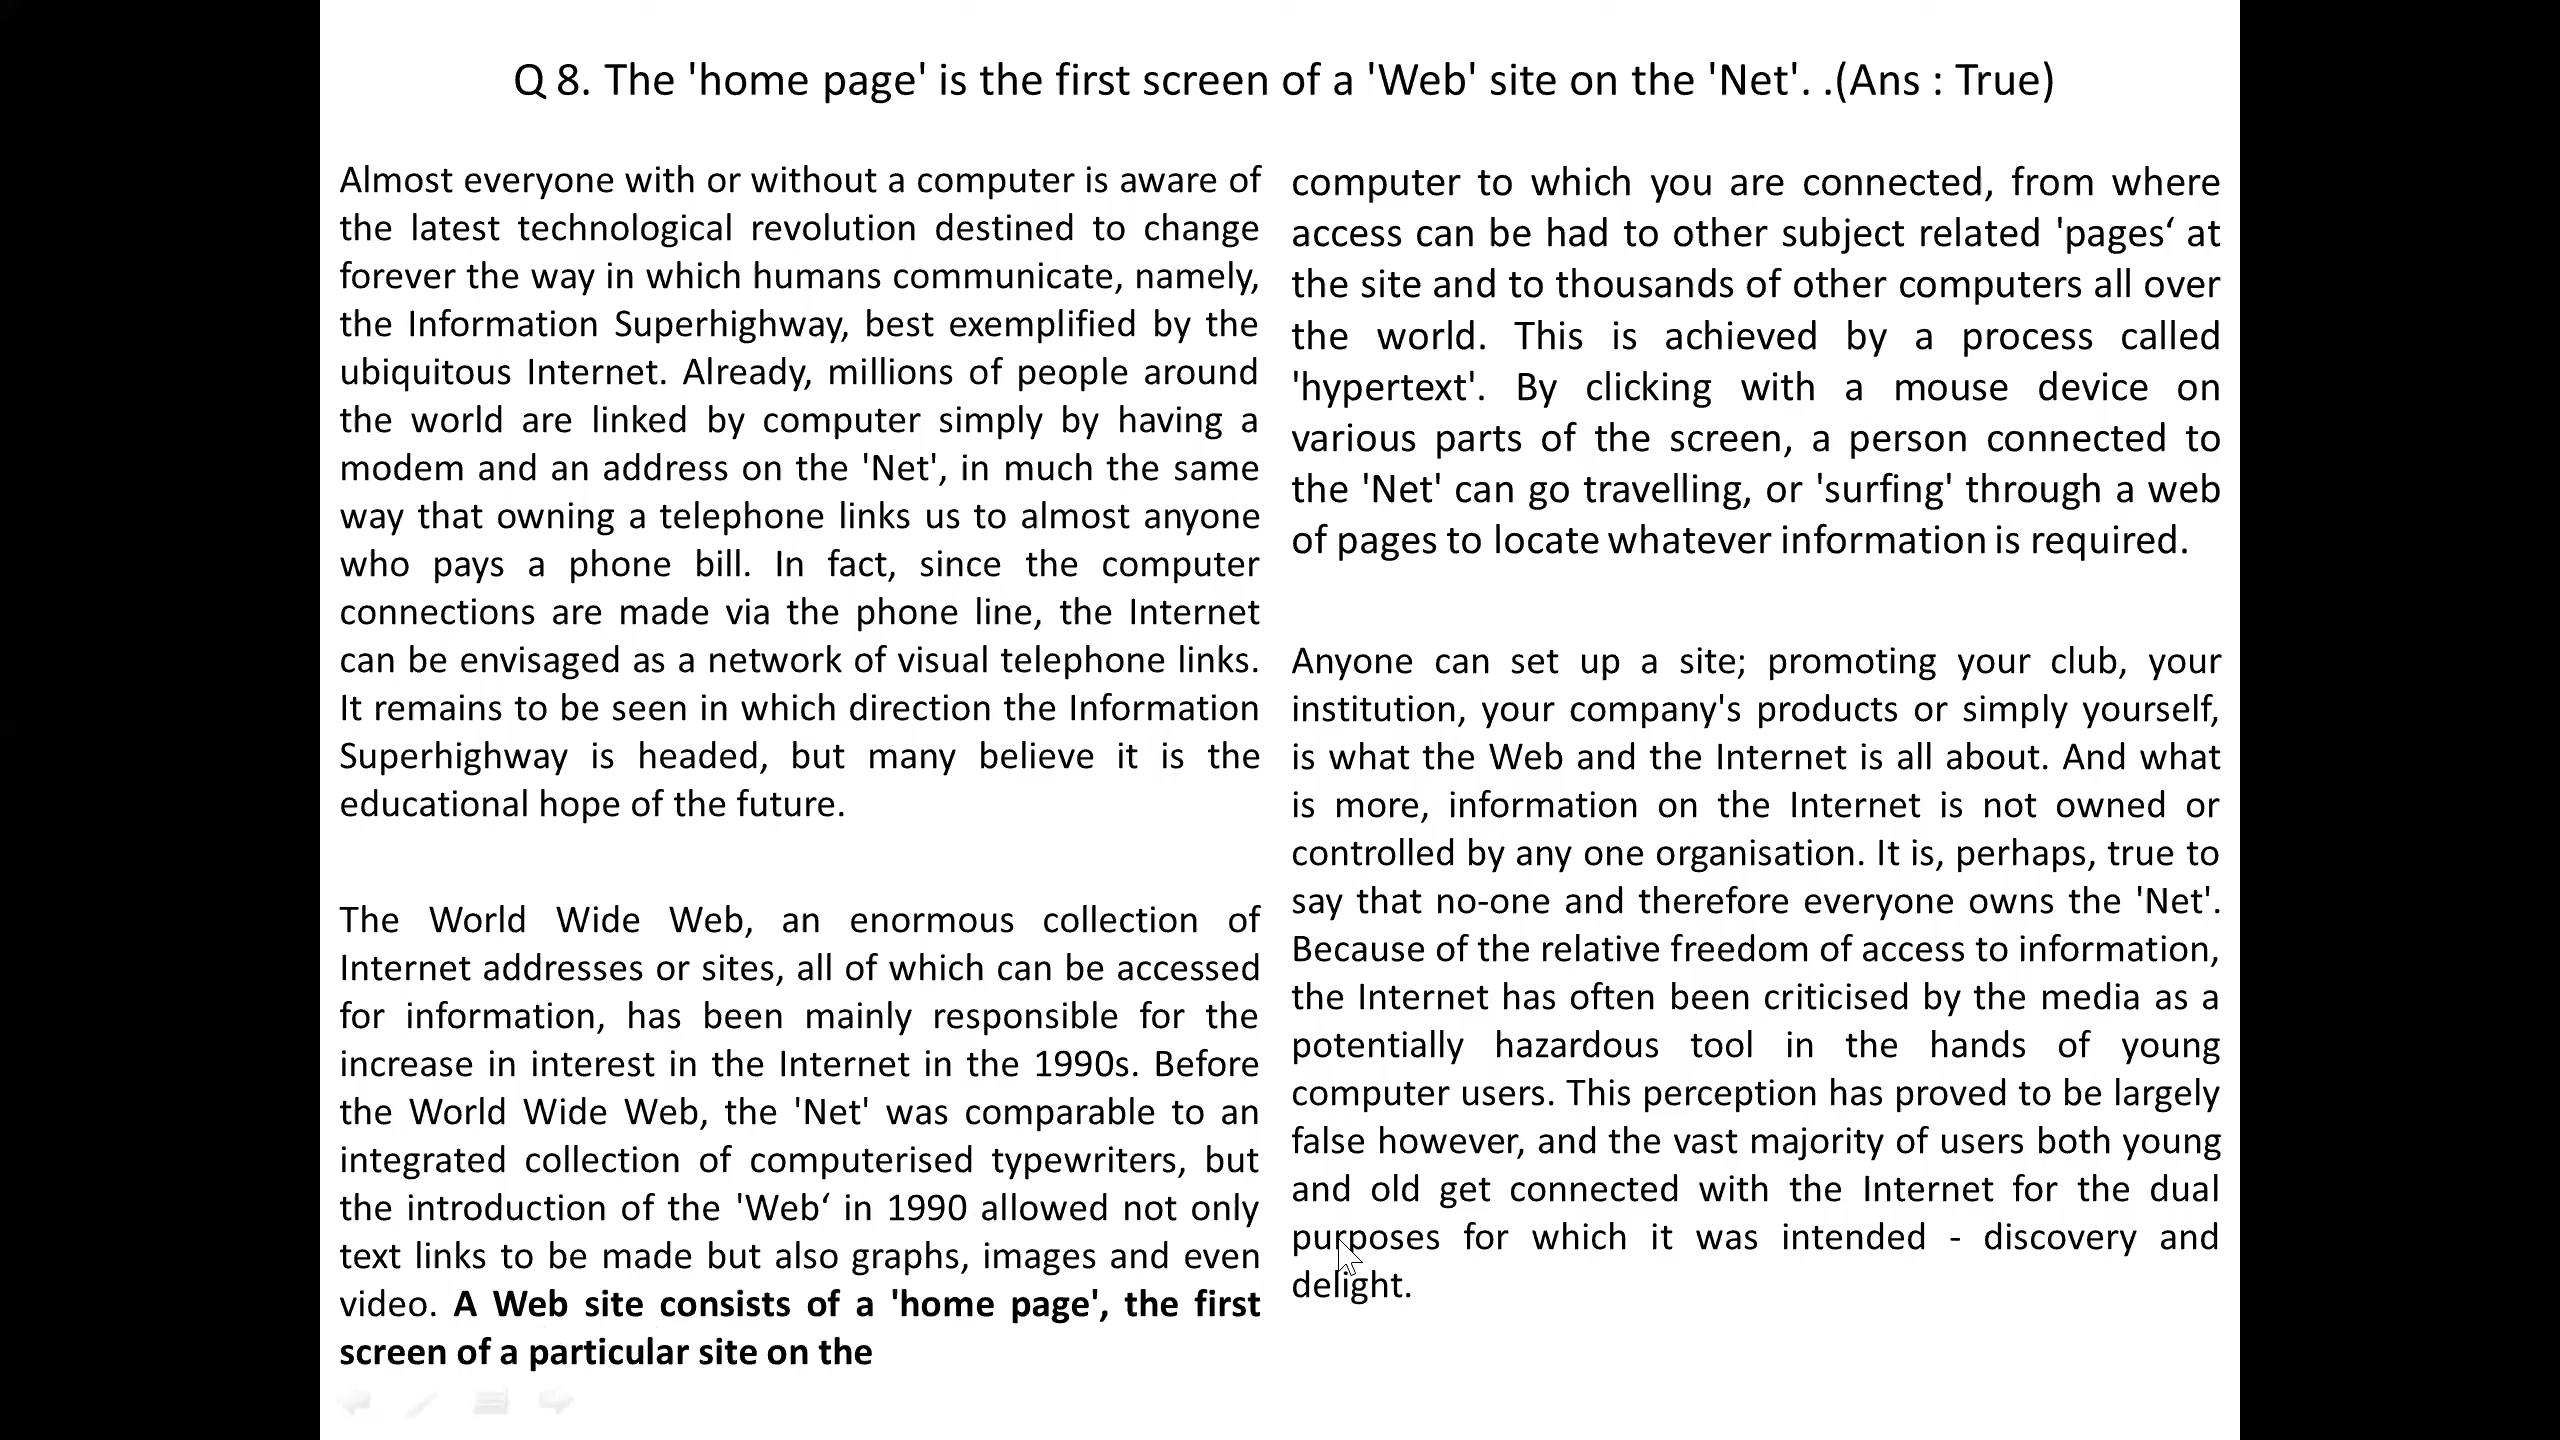 Q 8. The 'home page' is the first screen of a 'Web' site on the 'Net'. .(Ans : True)
Almost everyone with or without a computer is aware of
the latest technological revolution destined to change
forever the way in which humans communicate, namely,
the Information Superhighway, best exemplified by the
ubiquitous Internet. Already, millions of people around
the world are linked by computer simply by having a
modem and an address on the 'Net', in much the same
way that owning a telephone links us to almost anyone
who pays a phone bill. In fact, since the computer
connections are made via the phone line, the Internet
can be envisaged as a network of visual telephone links.
It remains to be seen in which direction the Information
Superhighway is headed, but many believe it is the
educational hope of the future.
The World Wide Web, an enormous collection of
Internet addresses or sites, all of which can be accessed
for information, has been mainly responsible for the
increase in interest in the Internet in the 1990s. Before
the World Wide Web, the 'Net' was comparable to an
integrated collection of computerised typewriters, but
the introduction of the 'Web‘ in 1990 allowed not only
text links to be made but also graphs, images and even
video. A Web site consists of a 'home page', the first
screen of a particular site on the
computer to which you are connected, from where
access can be had to other subject related 'pages‘ at
the site and to thousands of other computers all over
the world. This is achieved by a process called
'hypertext'. By clicking with a mouse device on
various parts of the screen, a person connected to
the 'Net' can go travelling, or 'surfing' through a web
of pages to locate whatever information is required.
Anyone can set up a site; promoting your club, your
institution, your company's products or simply yourself,
is what the Web and the Internet is all about. And what
is more, information on the Internet is not owned or
controlled by any one organisation. It is, perhaps, true to
say that no-one and therefore everyone owns the 'Net'.
Because of the relative freedom of access to information,
the Internet has often been criticised by the media as a
potentially hazardous tool in the hands of young
computer users. This perception has proved to be largely
false however, and the vast majority of users both young
and old get connected with the Internet for the dual
purposes for which it was intended - discovery and
delight.